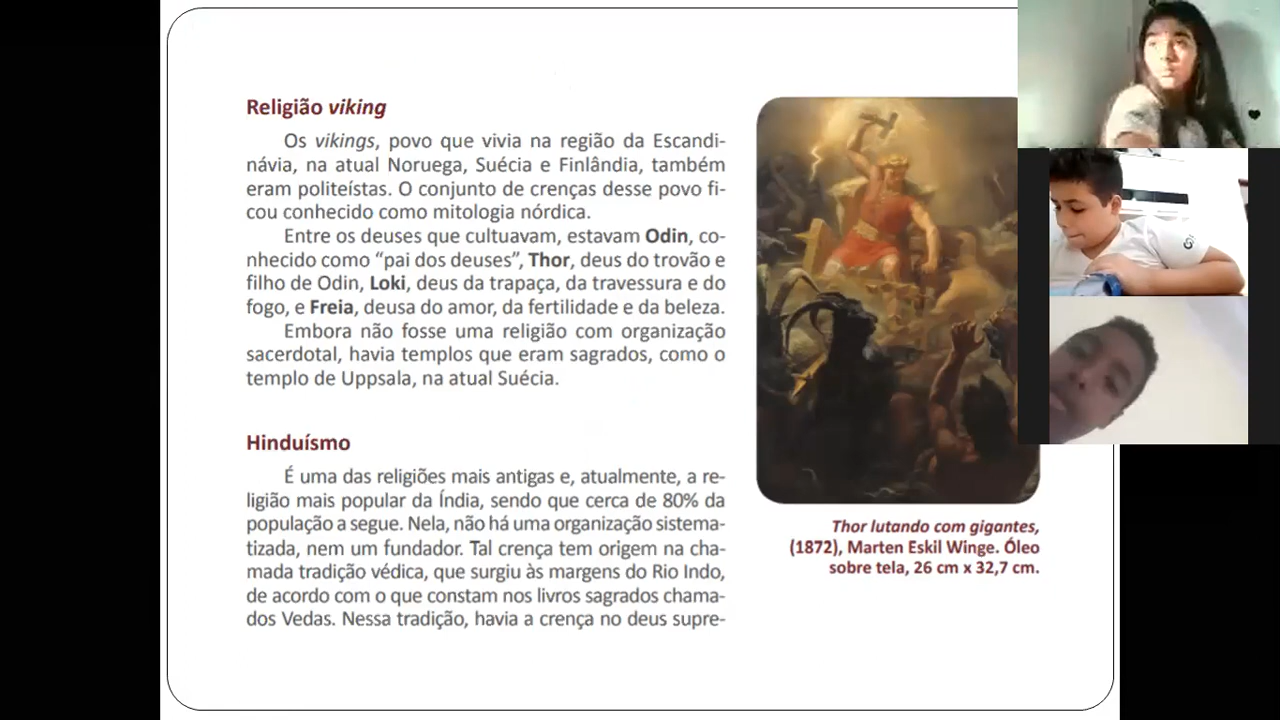 Religião viking
Os vikings, povo que vivia na região da Escandi-
návia, na atual Noruega, Suécia e Finlândia, também
eram politeístas. O conjunto de crenças desse povo fi-
cou conhecido como mitologia nórdica.
Entre os deuses que cultuavam, estavam Odin, co-
nhecido como “pai dos deuses”, Thor, deus do trovão e
filho de Odin, Loki, deus da trapaça, da travessura e do
fogo, e Freia, deusa do amor, da fertilidade e da beleza.
Embora não fosse uma religião com organização
sacerdotal, havia templos que eram sagrados, como o
templo de Uppsala, na atual Suécia.
Hinduísmo
É uma das religiões mais antigas e, atualmente, a re-
ligião mais popular da Índia, sendo que cerca de 80% da
população a segue. Nela, não há uma organização sistema-
tizada, nem um fundador. Tal crença tem origem na cha-
mada tradição védica, que surgiu às margens do Rio Indo,
de acordo com o que constam nos livros sagrados chama-
dos Vedas. Nessa tradição, havia a crença no deus supre-
Thor lutando com gigantes,
(1872), Marten Eskil Winge. Óleo
sobre tela, 26 cm x 32,7 cm.